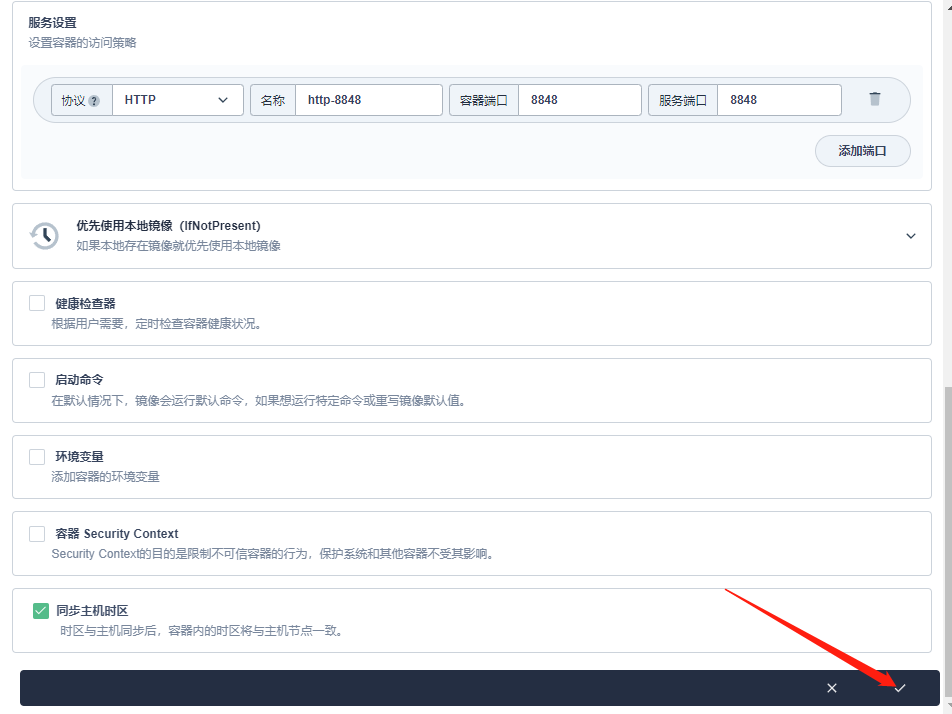 服务设置
设置容器的访问策略
协议 ? HTTP 名称 http-8848 容器端口 8848 服务端口 8848
添加端口
优先使用本地镜像（IfNotPresent）
如果本地存在镜像就优先使用本地镜像
健康检查器
根据用户需要，定时检查容器健康状况。
启动命令
在默认情况下，镜像会运行默认命令，如果想运行特定命令或重写镜像默认值。
环境变量
添加容器的环境变量
容器 Security Context
Security Context的目的是限制不可信容器的行为，保护系统和其他容器不受其影响。
同步主机时区
时区与主机同步后，容器内的时区将与主机节点一致。